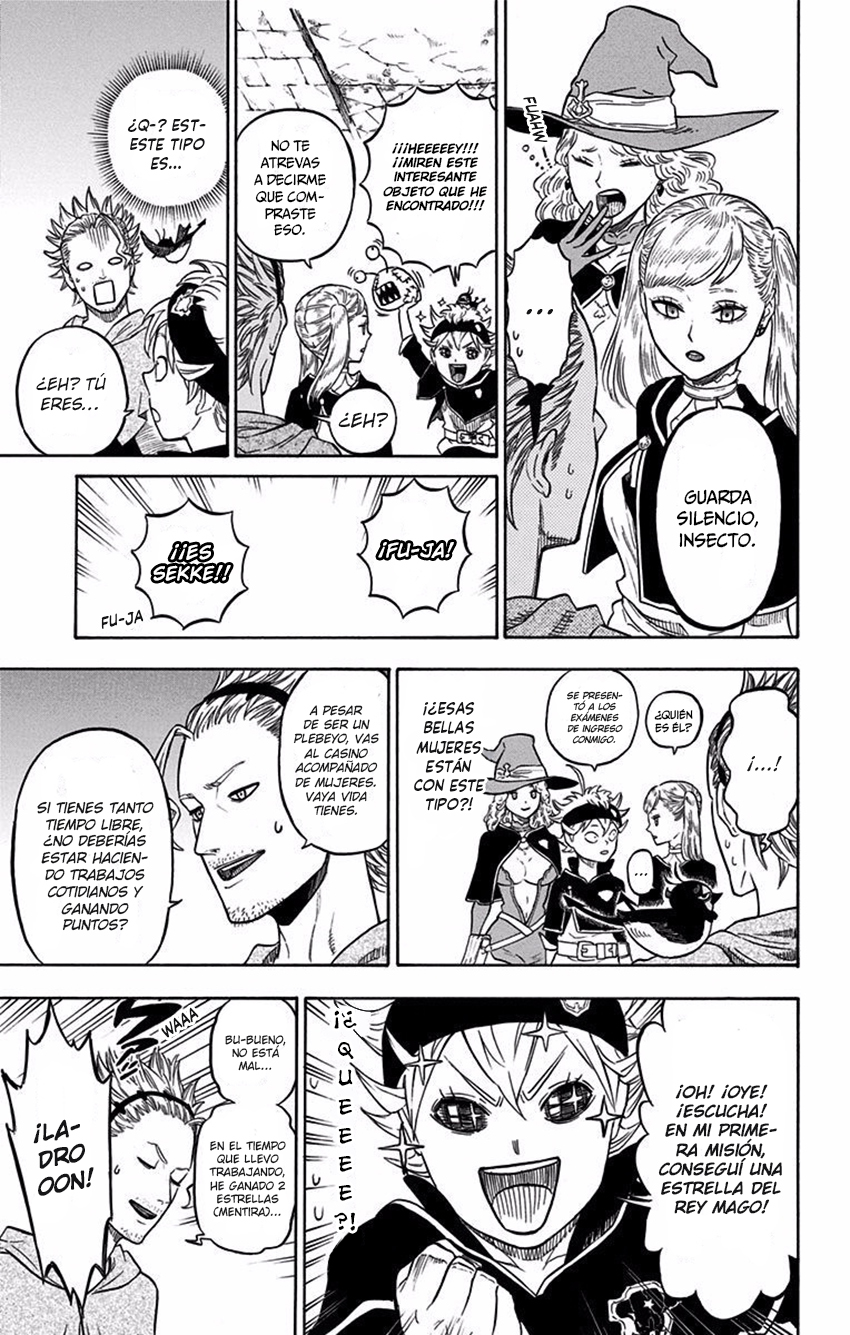 FUAHW
...
GUARDA
SILENCIO,
INSECTO.
¡¡¡HEEEEEY!!!
¡¡MIREN ESTE
INTERESANTE
OBJETO QUE HE
ENCONTRADO!!!
NO TE
ATREVAS
A DECIRME
QUE COM-
PRASTE
ESO.
¿EH?
¿Q-? EST-
ESTE TIPO
ES...
¿EH? TÚ
ERES...
¡FU-JA!
¡¡ES
SEKKE!!
FU-JA
¡...!
¿QUIÉN
ES ÉL?
SE PRESEN-
TÓ A LOS
EXÁMENES
DE INGRESO
CONMIGO.
...
¡¿ESAS
BELLAS
MUJERES
ESTÁN
CON ESTE
TIPO?!
A PESAR
DE SER UN
PLEBEYO, VAS
AL CASINO
ACOMPAÑADO
DE MUJERES.
VAYA VIDA
TIENES.
SI TIENES TANTO
TIEMPO LIBRE,
¿NO DEBERÍAS
ESTAR HACIEN-
DO TRABAJOS
COTIDIANOS Y
GANANDO
PUNTOS?
¡OH! ¡OYE!
¡ESCUCHA!
EN MI PRIME-
RA MISIÓN,
CONSEGUÍ UNA
ESTRELLA DEL
REY MAGO!
¡¿QUEEEEE?!
BU-BUENO,
NO ESTÁ
MAL...
EN EL TIEMPO
QUE LLEVO
TRABAJANDO,
HE GANADO 2
ESTRELLAS
(MENTIRA)...
WAAA
¡LA-
DRO
OON!